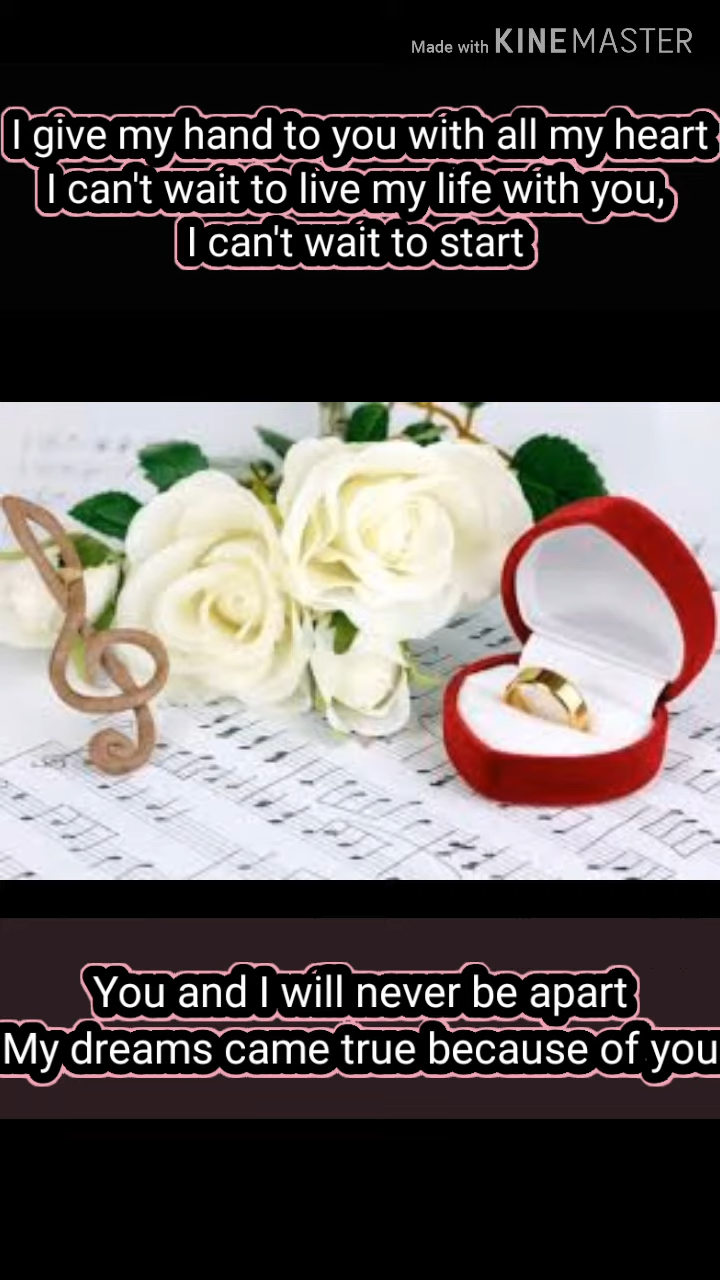 Made with KINEMASTER
I give my hand to you with all my heart
I can't wait to live my life with you,
I can't wait to start
You and I will never be apart
My dreams came true because of you